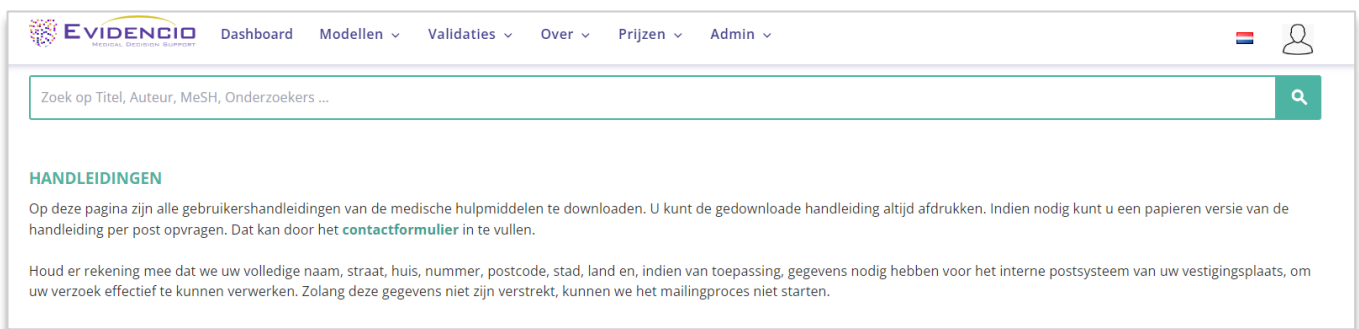 EVIDENCIO Dashboard Modellen Validaties Over Prijzen Admin
MEDICAL DECISION SUPPORT
Zoek op Titel, Auteur, MeSH, Onderzoekers ...
HANDLEIDINGEN
Op deze pagina zijn alle gebruikershandleidingen van de medische hulpmiddelen te downloaden. U kunt de gedownloade handleiding altijd afdrukken. Indien nodig kunt u een papieren versie van de
handleiding per post opvragen. Dat kan door het contactformulier in te vullen.
Houd er rekening mee dat we uw volledige naam, straat, huis, nummer, postcode, stad, land en, indien van toepassing, gegevens nodig hebben voor het interne postsysteem van uw vestigingsplaats, om
uw verzoek effectief te kunnen verwerken. Zolang deze gegevens niet zijn verstrekt, kunnen we het mailingproces niet starten.